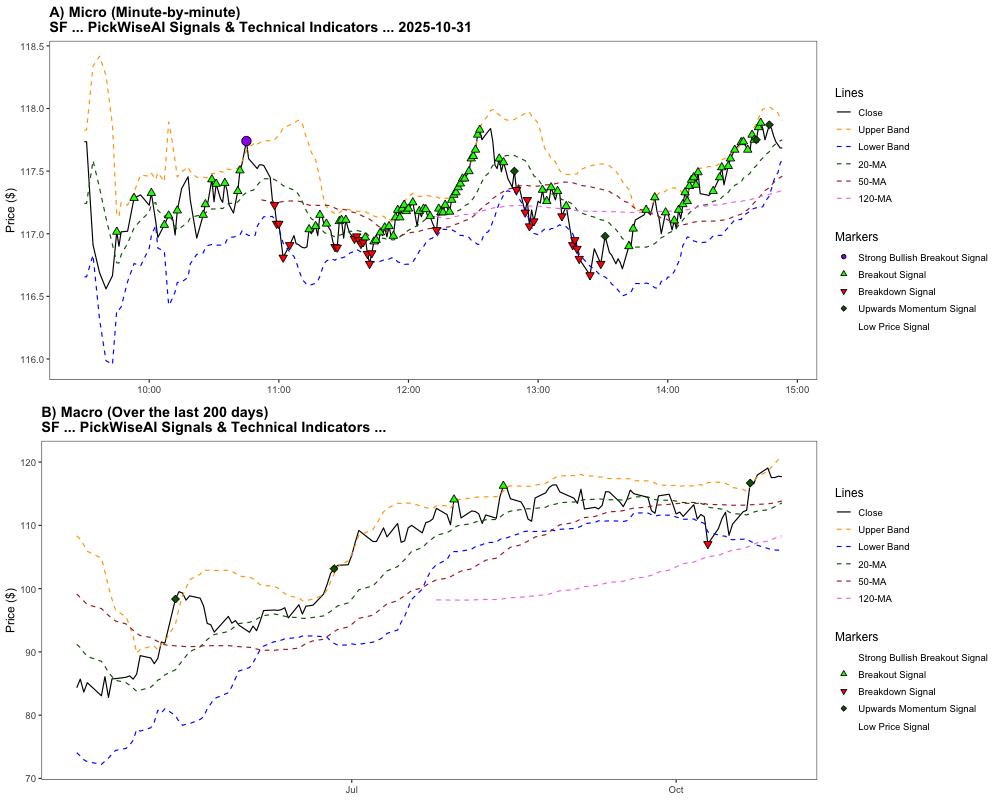 A) Micro (Minute-by-minute)
SF ... PickWiseAI Signals & Technical Indicators ... 2025-10-31
118.5
118.0
117.5
117.0
116.5
116.0
Price ($)
10:00
11:00
12:00
13:00
14:00
15:00
Lines
Close
Upper Band
Lower Band
20-MA
50-MA
120-MA
Markers
Strong Bullish Breakout Signal
Breakout Signal
Breakdown Signal
Upwards Momentum Signal
Low Price Signal
B) Macro (Over the last 200 days)
SF ... PickWiseAI Signals & Technical Indicators ...
120
110
100
90
80
70
Price ($)
Jul
Oct
Lines
Close
Upper Band
Lower Band
20-MA
50-MA
120-MA
Markers
Strong Bullish Breakout Signal
Breakout Signal
Breakdown Signal
Upwards Momentum Signal
Low Price Signal